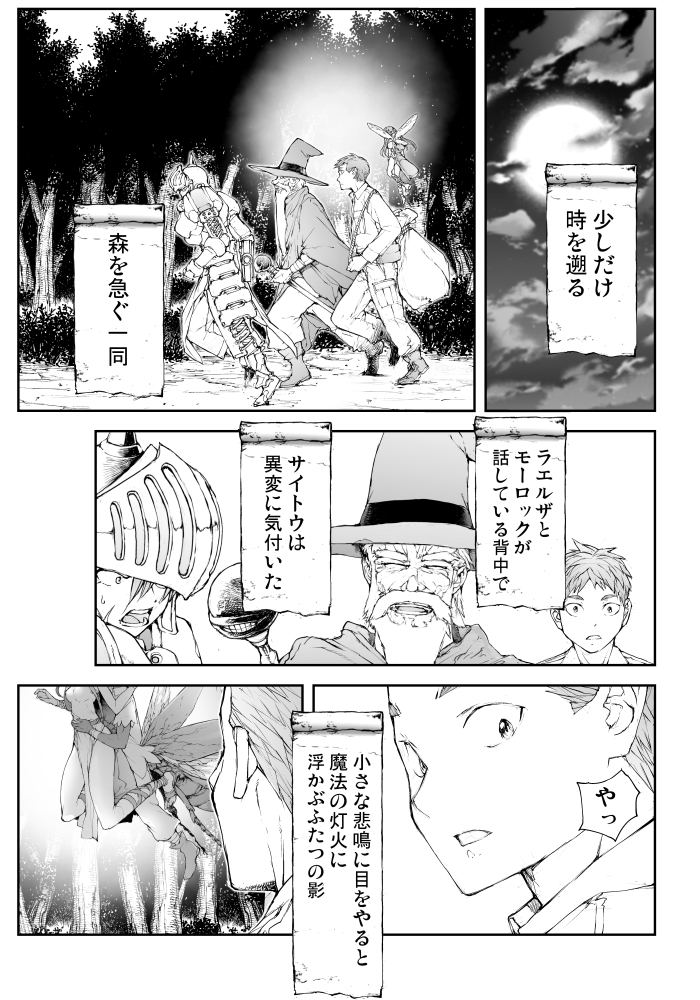 少しだけ
時を遡る
森を急ぐ一同
ラエルザと
モーロックが
話している背中で
サイトウは
異変に気付いた
やっ
小さな悲鳴に目をやると
魔法の灯火に
浮かぶふたつの影